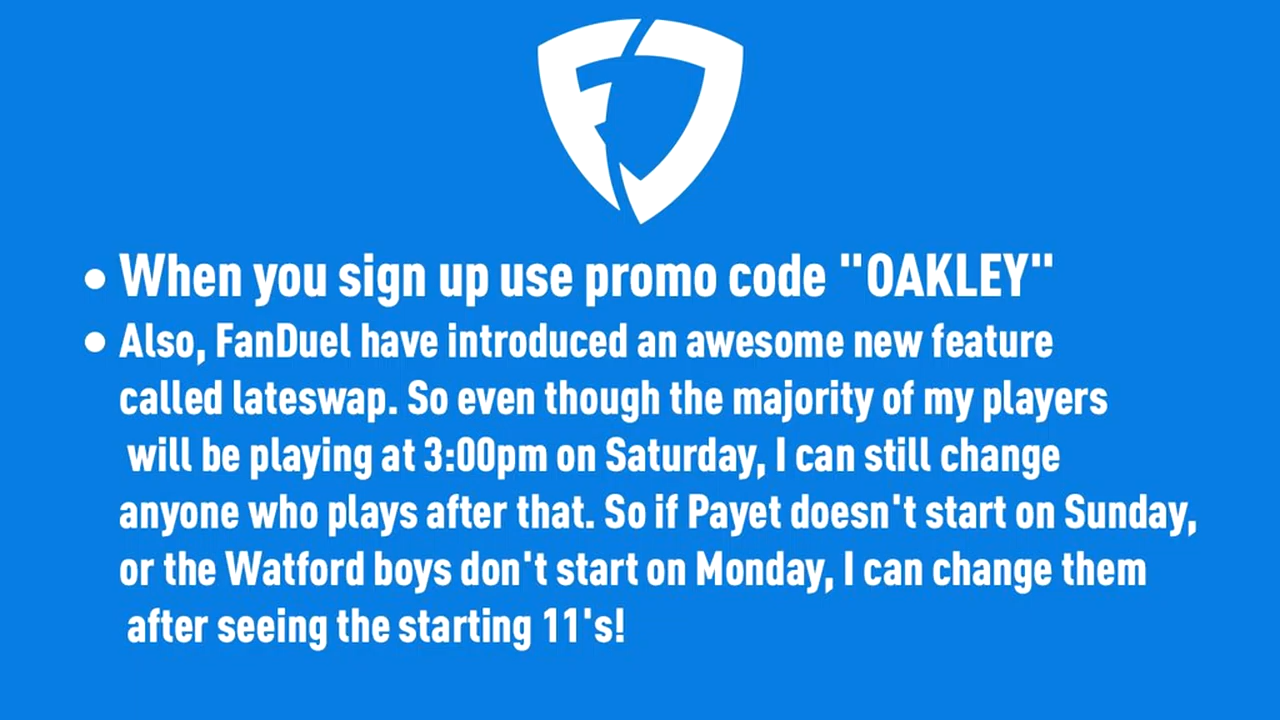 • When you sign up use promo code "OAKLEY"
• Also, FanDuel have introduced an awesome new feature
called lateswap. So even though the majority of my players
will be playing at 3:00pm on Saturday, I can still change
anyone who plays after that. So if Payet doesn't start on Sunday,
or the Watford boys don't start on Monday, I can change them
after seeing the starting 11's!